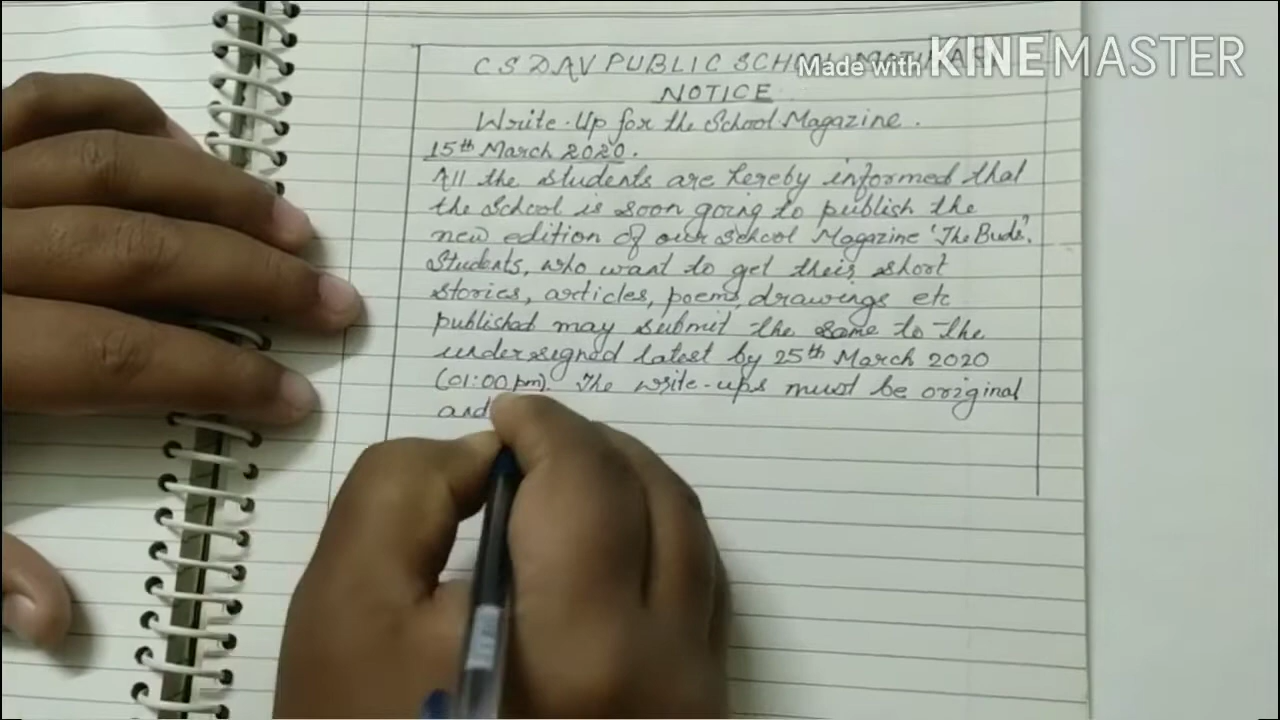 CS DAV PUBLIC SCHOOL
Made with KINEMASTER
NOTICE
Write-Up for the School Magazine.
15th March 2020.
All the students are hereby informed that
the School is soon going to publish the
new edition of our School Magazine 'The Buds'.
Students, who want to get their short
stories, articles, poems, drawings etc
published may submit the same to the
undersigned latest by 25th March 2020
(01:00 pm). The write-ups must be original
and